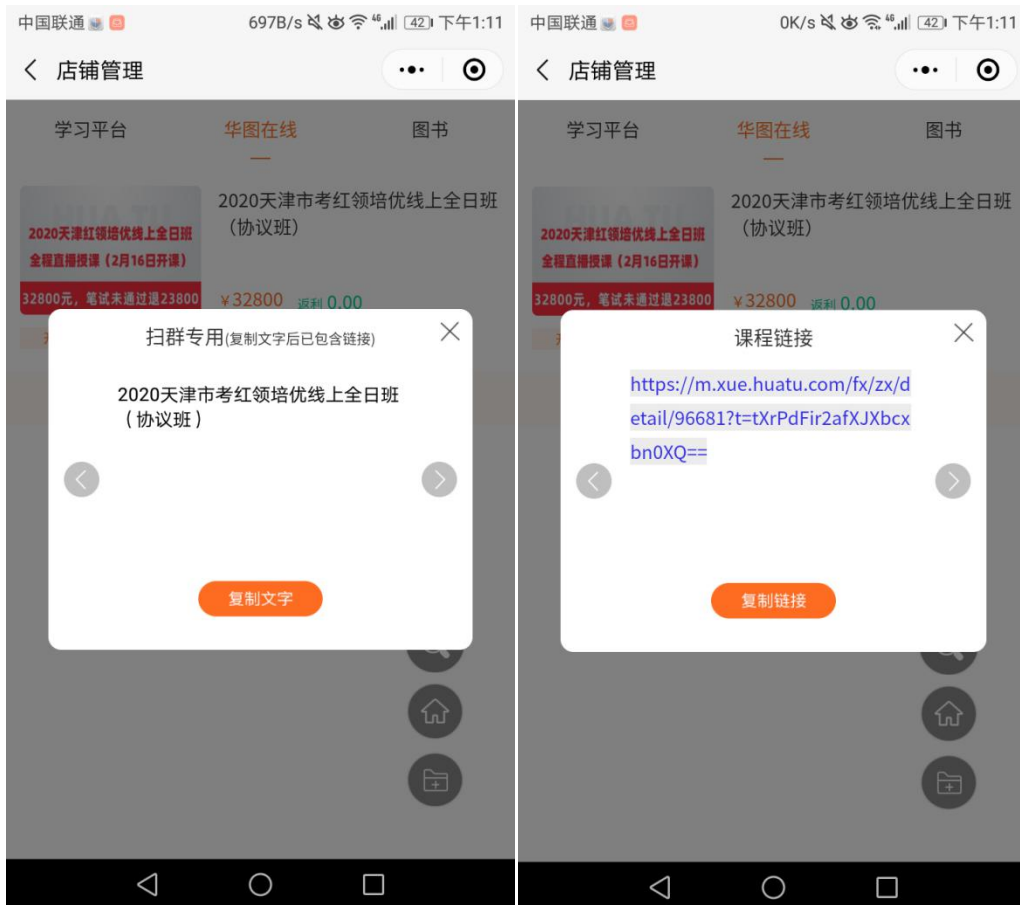 中国联通 697B/s 46 42 下午1:11
店铺管理
学习平台 华图在线 图书
HUA TU
2020天津红领培优线上全日班
全程直播授课（2月16日开课）
32800元，笔试未通过退23800
2020天津市考红领培优线上全日班
（协议班）
¥32800 返利 0.00
扫群专用(复制文字后已包含链接)
2020天津市考红领培优线上全日班
（协议班）
复制文字
中国联通 0K/s 46 42 下午1:11
店铺管理
学习平台 华图在线 图书
HUA TU
2020天津红领培优线上全日班
全程直播授课（2月16日开课）
32800元，笔试未通过退23800
2020天津市考红领培优线上全日班
（协议班）
¥32800 返利 0.00
课程链接
https://m.xue.huatu.com/fx/zx/d
etail/96681?t=tXrPdFir2afXJXbcx
bn0XQ==
复制链接